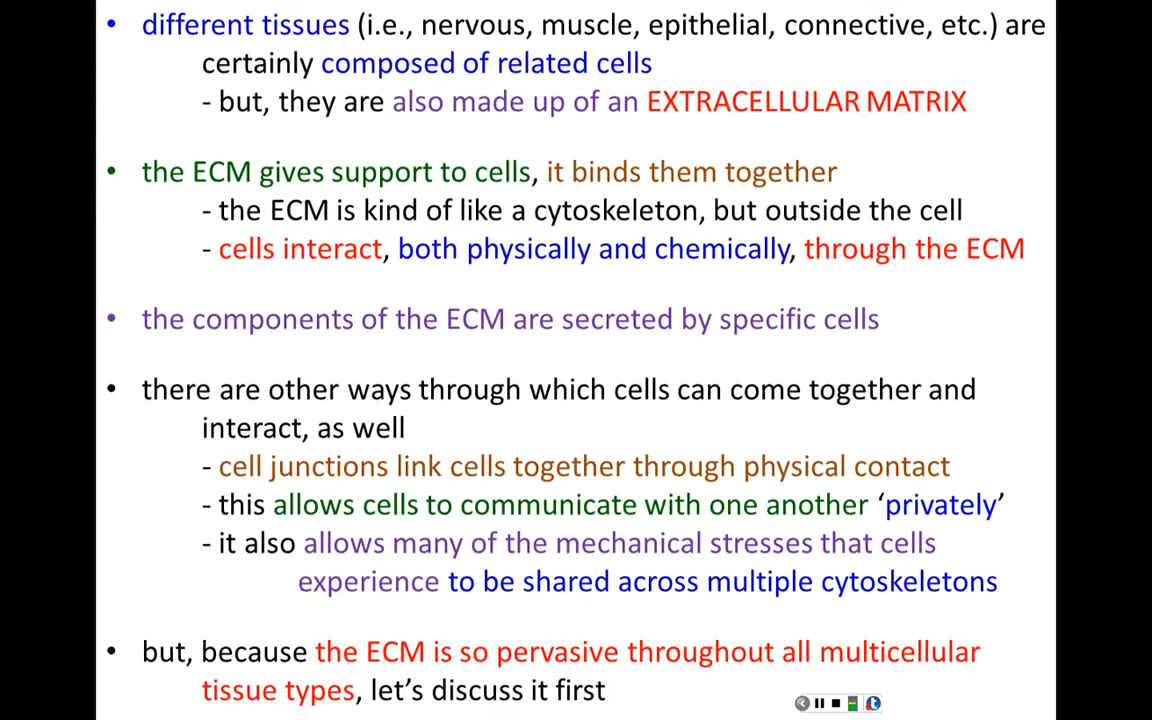 • different tissues (i.e., nervous, muscle, epithelial, connective, etc.) are
certainly composed of related cells
- but, they are also made up of an EXTRACELLULAR MATRIX
• the ECM gives support to cells, it binds them together
- the ECM is kind of like a cytoskeleton, but outside the cell
- cells interact, both physically and chemically, through the ECM
• the components of the ECM are secreted by specific cells
• there are other ways through which cells can come together and
interact, as well
- cell junctions link cells together through physical contact
- this allows cells to communicate with one another ‘privately’
- it also allows many of the mechanical stresses that cells
experience to be shared across multiple cytoskeletons
• but, because the ECM is so pervasive throughout all multicellular
tissue types, let’s discuss it first